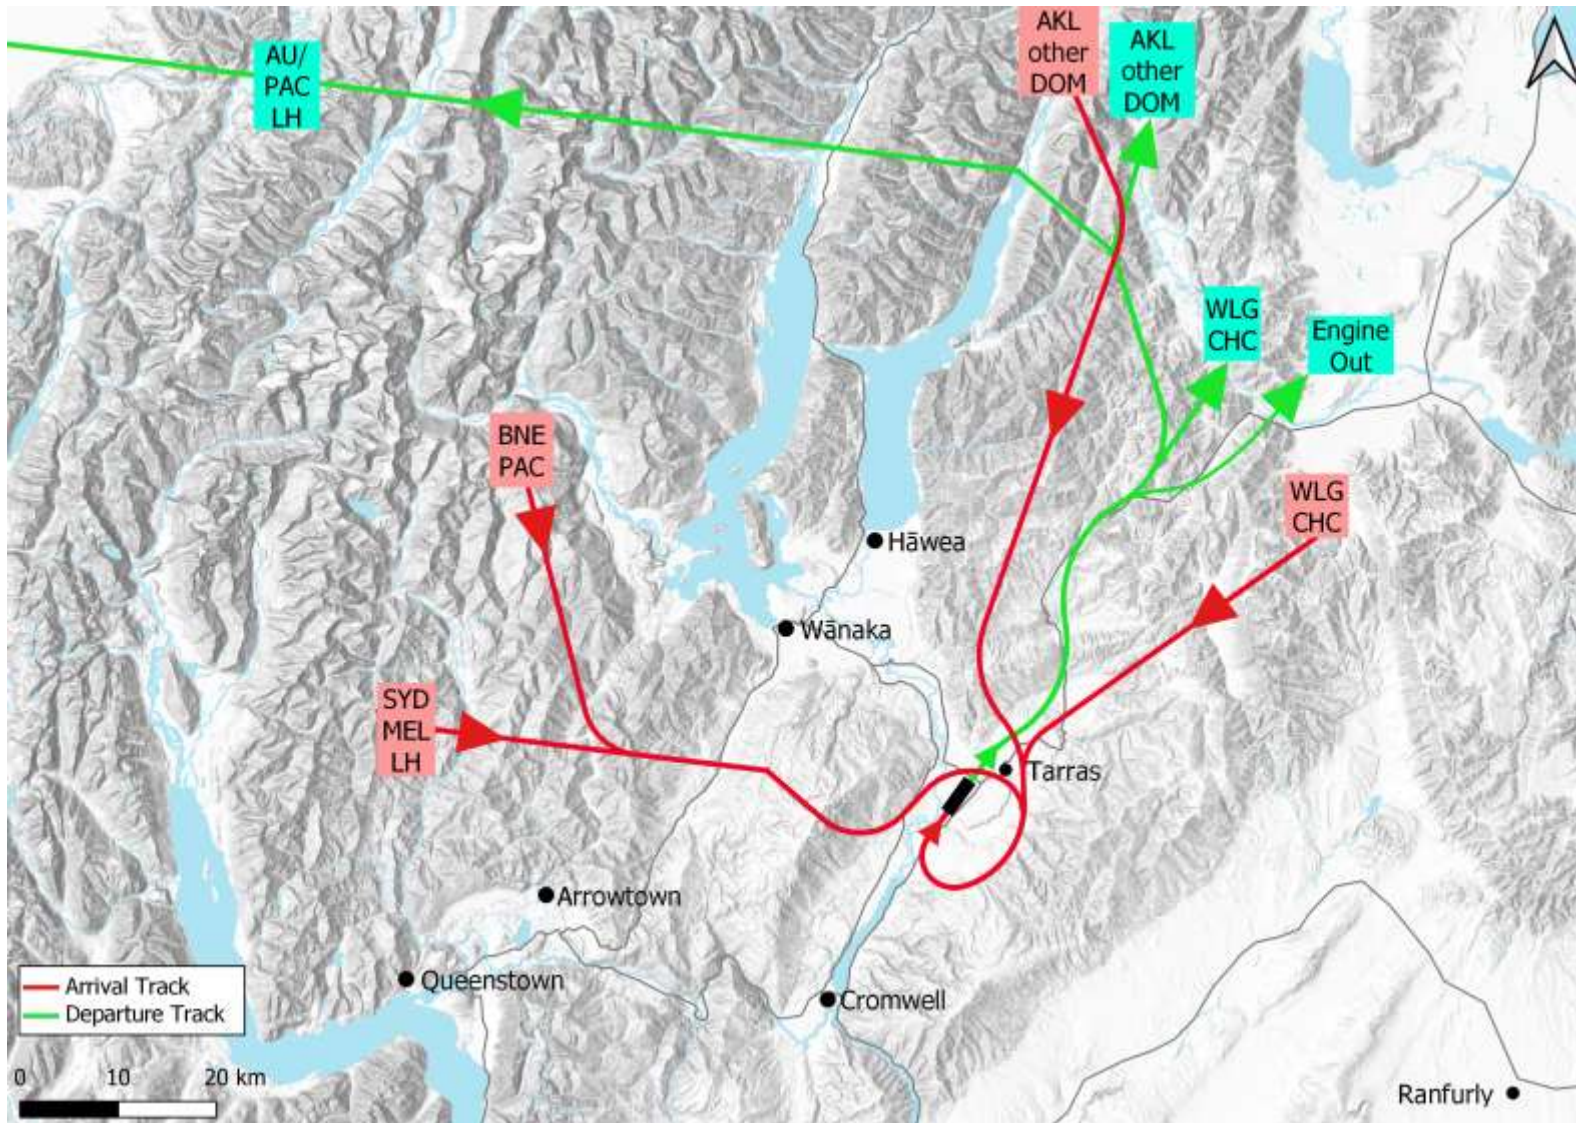 AU/
PAC
LH
AKL
other
DOM
AKL
other
DOM
WLG
CHC
Engine
Out
BNE
PAC
WLG
CHC
Hāwea
Wānaka
SYD
MEL
LH
Tarras
Arrowtown
Queenstown
Cromwell
Arrival Track
Departure Track
0 10 20 km
Ranfurly